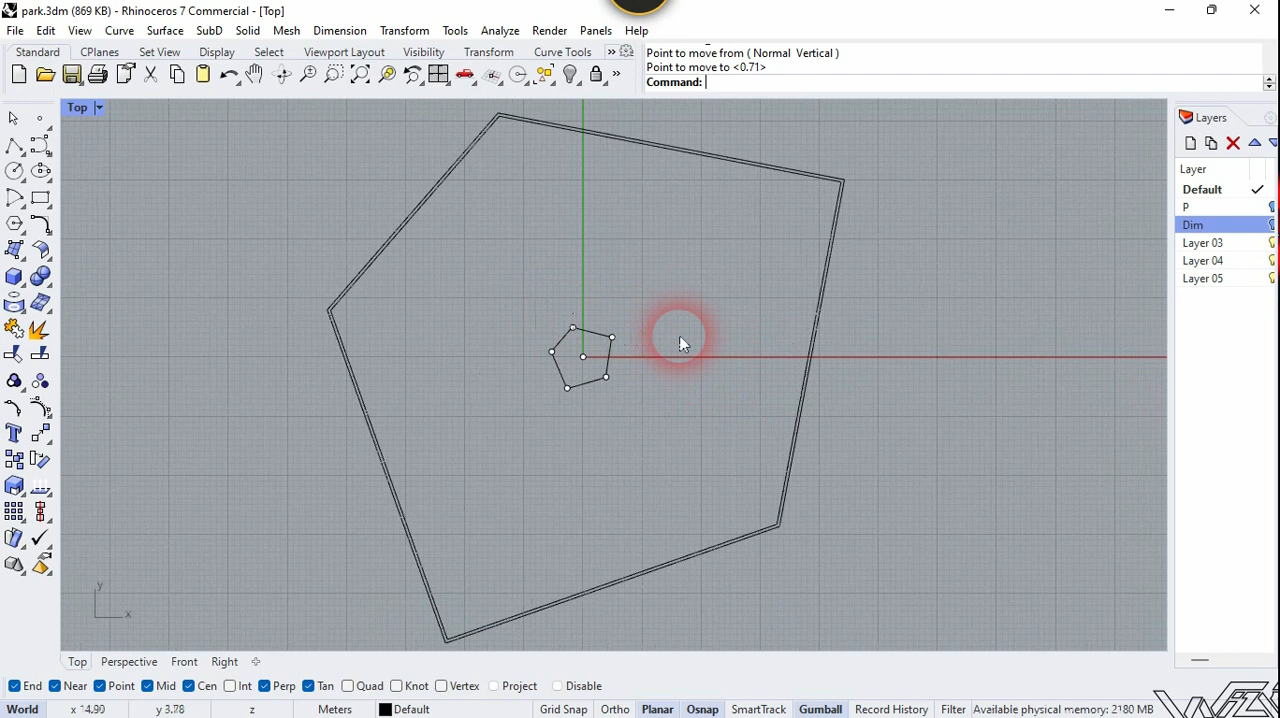 park.3dm (869 KB) - Rhinoceros 7 Commercial - [Top]
File Edit View Curve Surface SubD Solid Mesh Dimension Transform Tools Analyze Render Panels Help
Standard CPlanes Set View Display Select Viewport Layout Visibility Transform Curve Tools »
Point to move from ( Normal Vertical )
Point to move to <0.71>
Command:
Top
Layers
Layer
Default
P
Dim
Layer 03
Layer 04
Layer 05
y
x
Top Perspective Front Right
End Near Point Mid Cen Int Perp Tan Quad Knot Vertex Project Disable
World x 14.90 y 3.78 z Meters Default Grid Snap Ortho Planar Osnap SmartTrack Gumball Record History Filter Available physical memory: 2180 MB